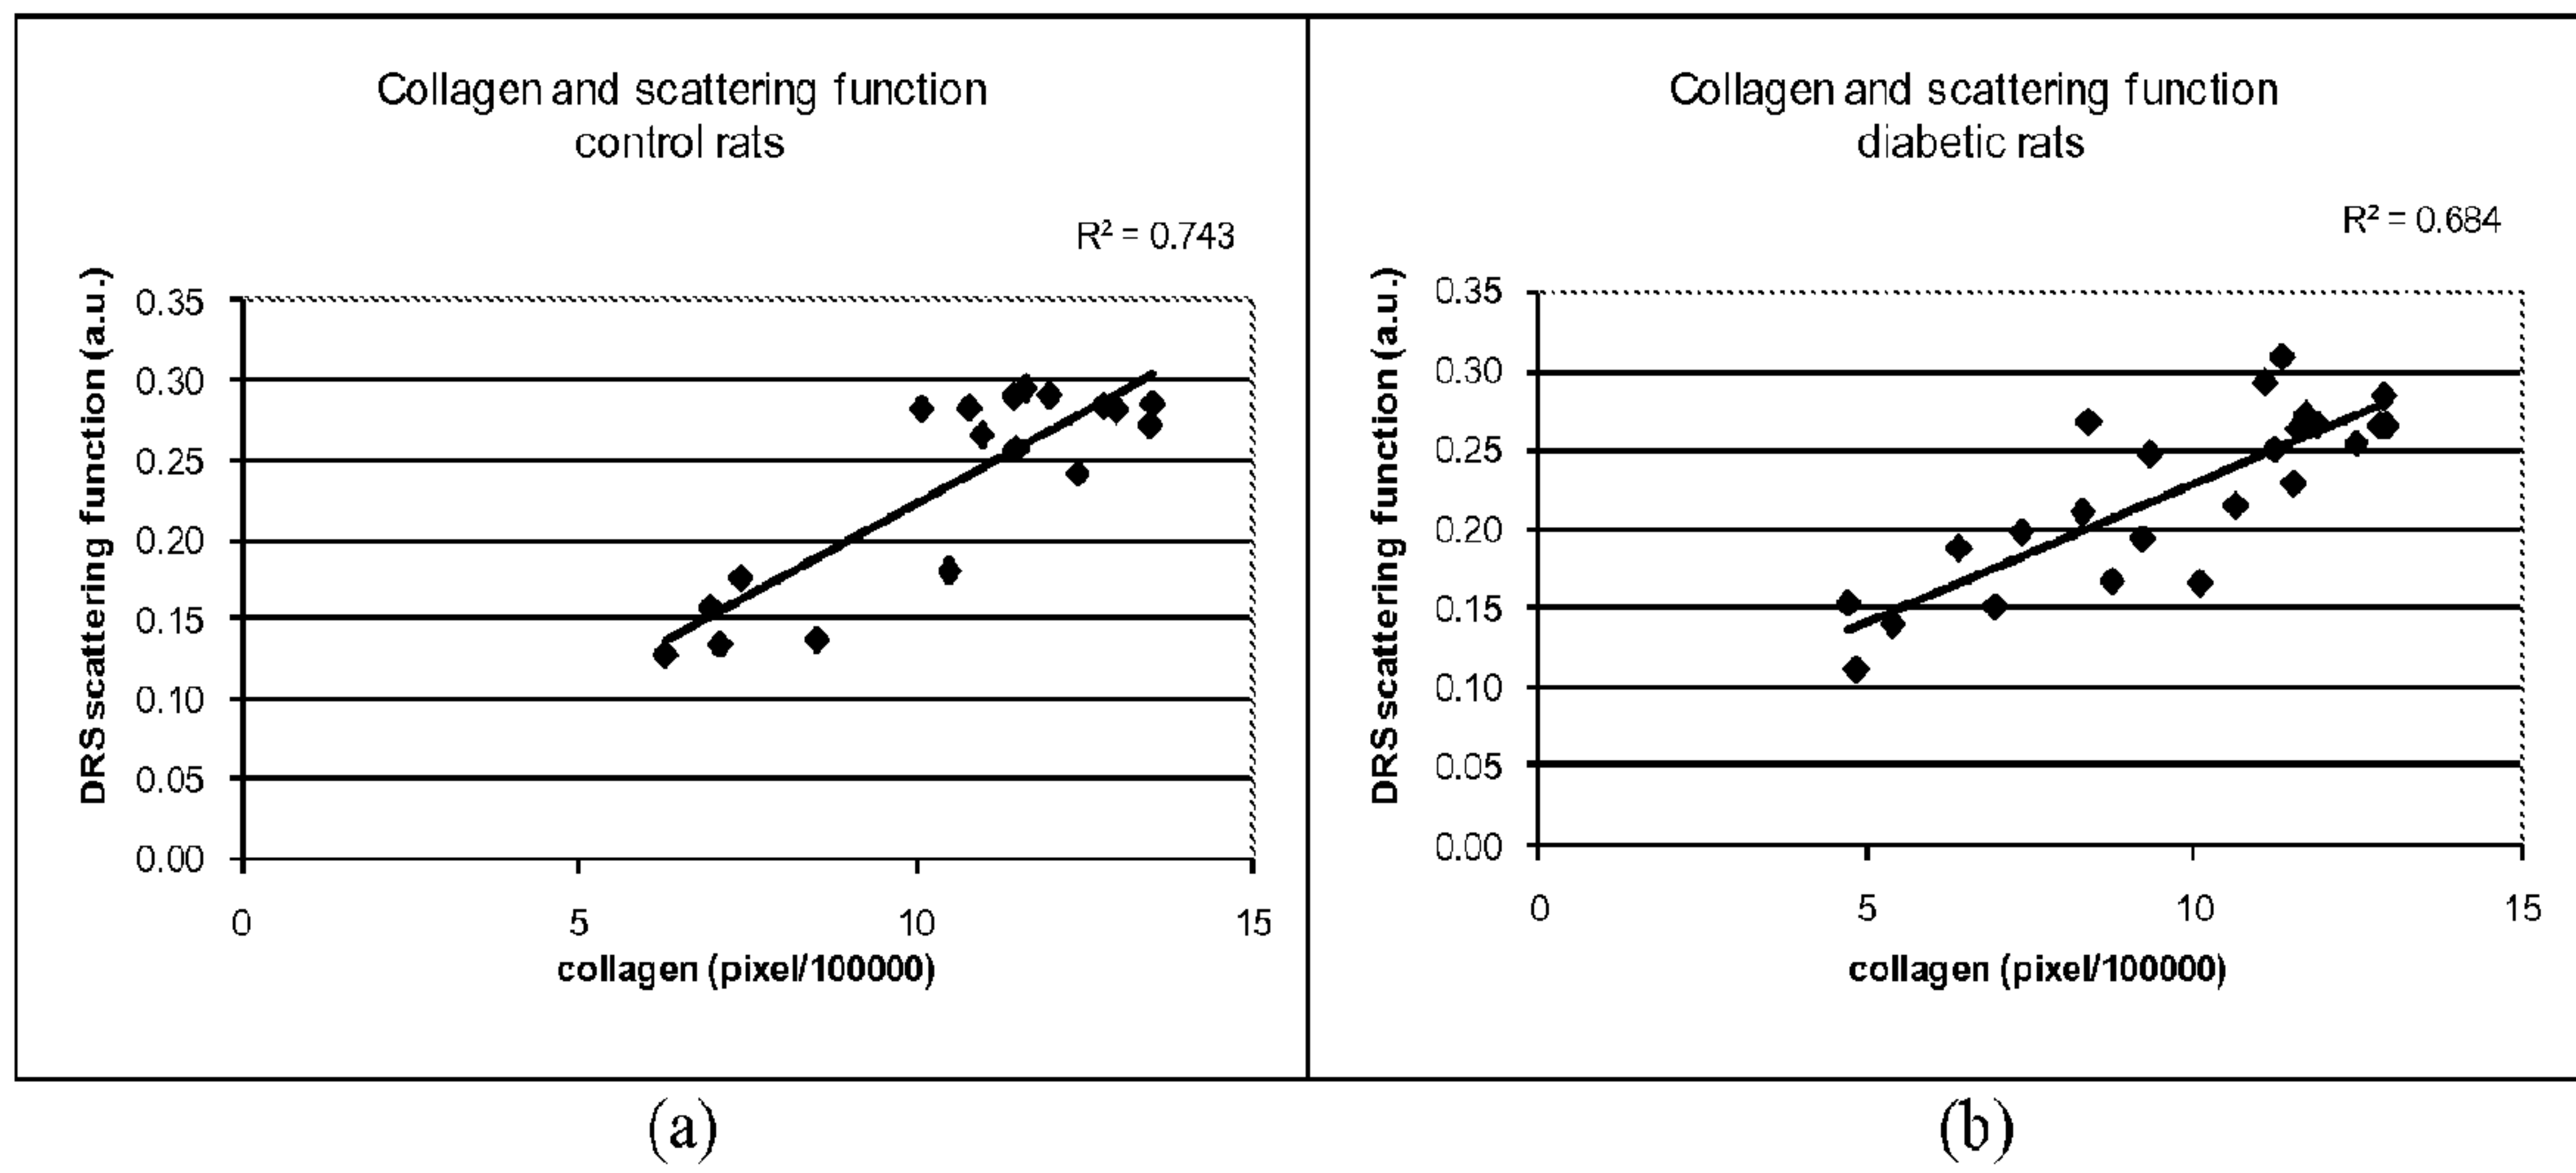 Collagen and scattering function
control rats
R² = 0.743
DRS scattering function (a.u.)
0.35
0.30
0.25
0.20
0.15
0.10
0.05
0.00
0 5 10 15
collagen (pixel/100000)
(a)
Collagen and scattering function
diabetic rats
R² = 0.684
DRS scattering function (a.u.)
0.35
0.30
0.25
0.20
0.15
0.10
0.05
0.00
0 5 10 15
collagen (pixel/100000)
(b)